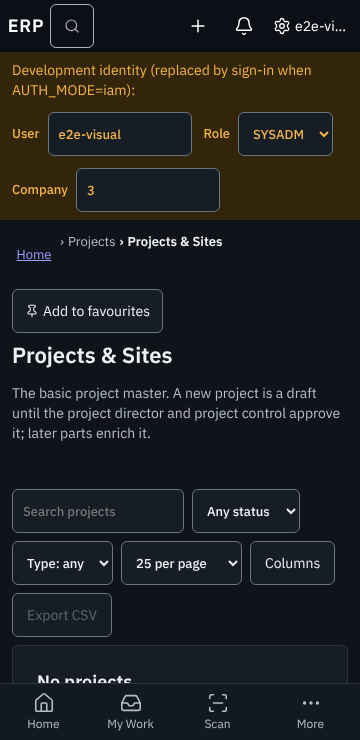 ERP
e2e-vi...
Development identity (replaced by sign-in when
AUTH_MODE=iam):
User e2e-visual Role SYSADM
Company 3
Home › Projects › Projects & Sites
Add to favourites
Projects & Sites
The basic project master. A new project is a draft
until the project director and project control approve
it; later parts enrich it.
Search projects Any status
Type: any 25 per page Columns
Export CSV
No projects
Home My Work Scan More